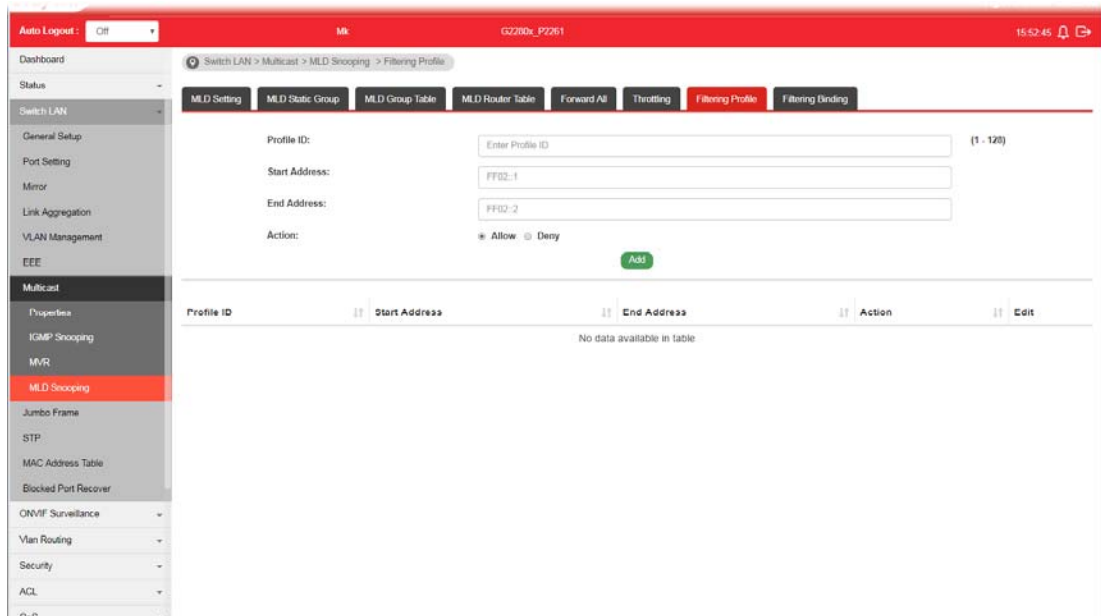 Auto Logout : Off Mk G2280x_P2261 15:52:45
Dashboard
Status
Switch LAN
General Setup
Port Setting
Mirror
Link Aggregation
VLAN Management
EEE
Multicast
Properties
IGMP Snooping
MVR
MLD Snooping
Jumbo Frame
STP
MAC Address Table
Blocked Port Recover
ONVIF Surveillance
Vlan Routing
Security
ACL
Switch LAN > Multicast > MLD Snooping > Filtering Profile
MLD Setting MLD Static Group MLD Group Table MLD Router Table Forward All Throttling Filtering Profile Filtering Binding
Profile ID: Enter Profile ID (1 - 128)
Start Address: FF02::1
End Address: FF02::2
Action: Allow Deny
Add
Profile ID Start Address End Address Action Edit
No data available in table